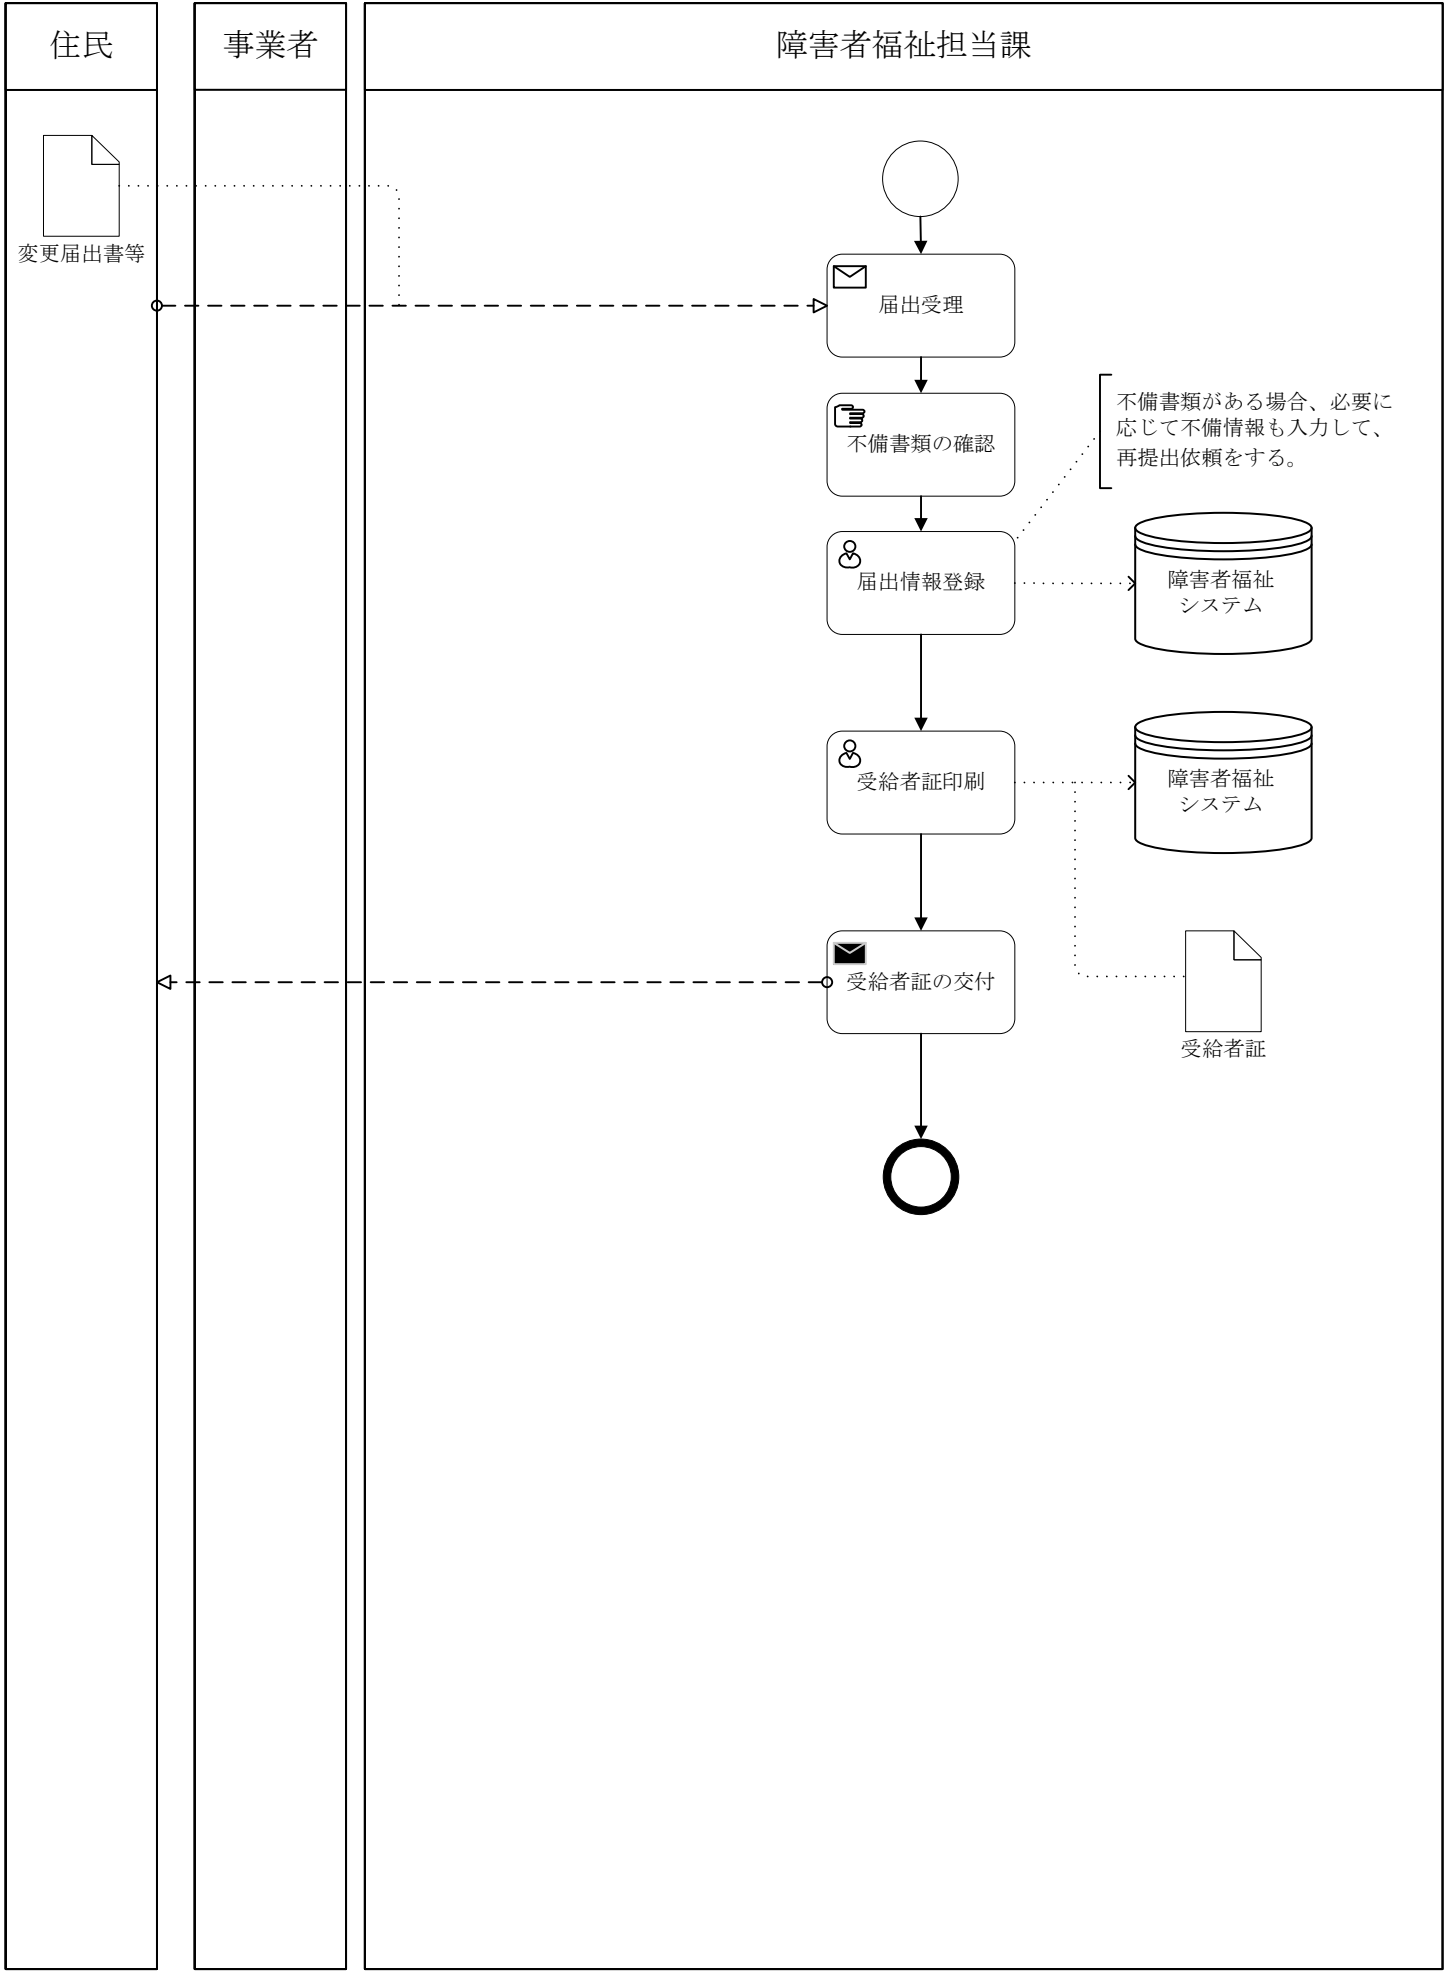 住民
事業者
障害者福祉担当課
変更届出書等
届出受理
不備書類の確認
不備書類がある場合、必要に
応じて不備情報も入力して、
再提出依頼をする。
届出情報登録
障害者福祉
システム
受給者証印刷
障害者福祉
システム
受給者証の交付
受給者証